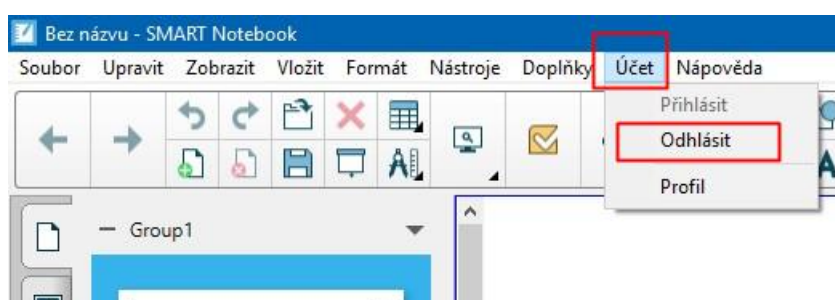 Bez názvu - SMART Notebook
Soubor Upravit Zobrazit Vložit Formát Nástroje Doplňky Účet Nápověda
Přihlásit
Odhlásit
Profil
Group1